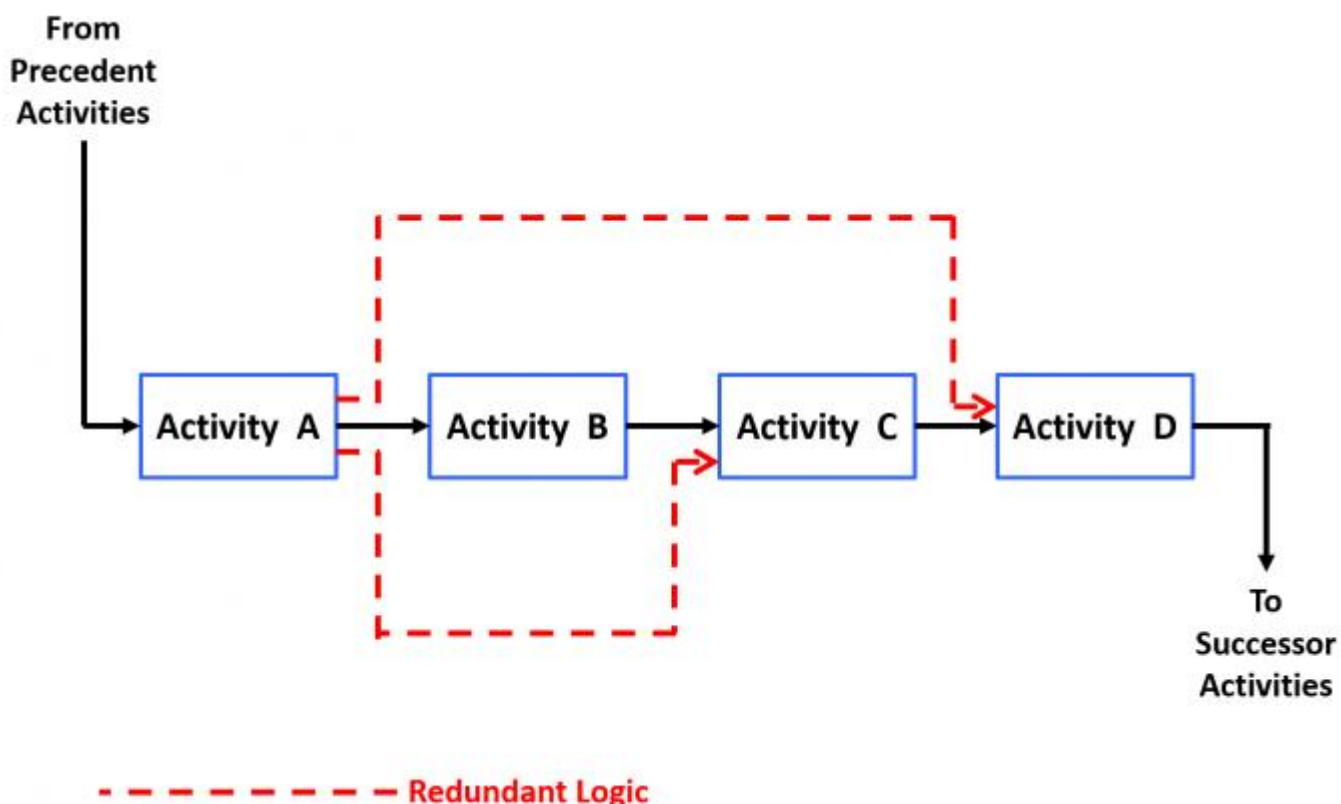 From
Precedent
Activities
Activity A
Activity B
Activity C
Activity D
To
Successor
Activities
Redundant Logic